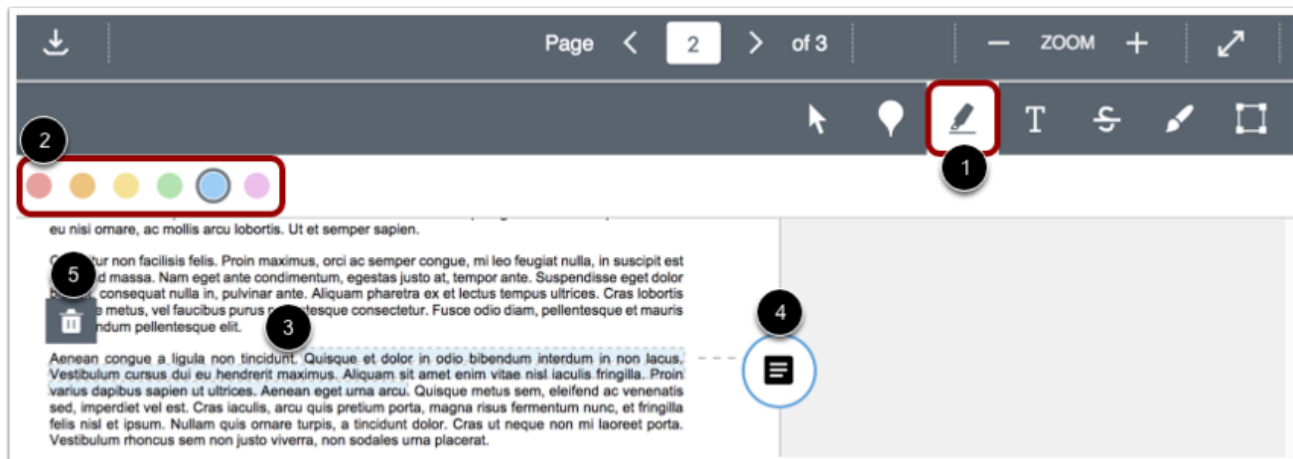 Page 2 of 3 ZOOM
T S
1
2
eu nisi ornare, ac mollis arcu lobortis. Ut et semper sapien.
tur non facilisis felis. Proin maximus, orci ac semper congue, mi leo feugiat nulla, in suscipit est
5 d massa. Nam eget ante condimentum, egestas justo at, tempor ante. Suspendisse eget dolor
consequat nulla in, pulvinar ante. Aliquam pharetra ex et lectus tempus ultrices. Cras lobortis
metus, vel faucibus purus tesque consectetur. Fusce odio diam, pellentesque et mauris
ndum pellentesque elit.
3
4
Aenean congue a ligula non tincidunt. Quisque et dolor in odio bibendum interdum in non lacus.
Vestibulum cursus dui eu hendrerit maximus. Aliquam sit amet enim vitae nisl iaculis fringilla. Proin
varius dapibus sapien ut ultrices. Aenean eget urna arcu. Quisque metus sem, eleifend ac venenatis
sed, imperdiet vel est. Cras iaculis, arcu quis pretium porta, magna risus fermentum nunc, et fringilla
felis nisl et ipsum. Nullam quis ornare turpis, a tincidunt dolor. Cras ut neque non mi laoreet porta.
Vestibulum rhoncus sem non justo viverra, non sodales urna placerat.